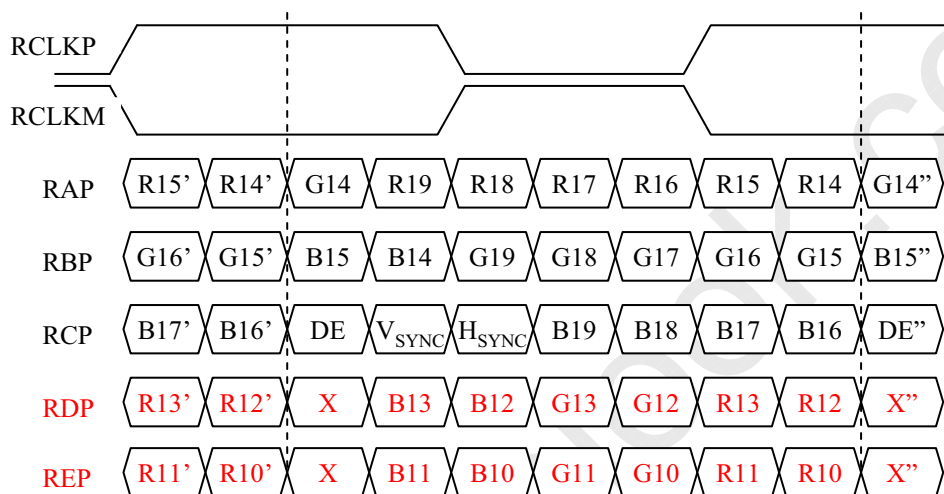 RCLKP
RCLKM
RAP R15’ R14’ G14 R19 R18 R17 R16 R15 R14 G14”
RBP G16’ G15’ B15 B14 G19 G18 G17 G16 G15 B15”
RCP B17’ B16’ DE V_SYNC H_SYNC B19 B18 B17 B16 DE”
RDP R13’ R12’ X B13 B12 G13 G12 R13 R12 X”
REP R11’ R10’ X B11 B10 G11 G10 R11 R10 X”